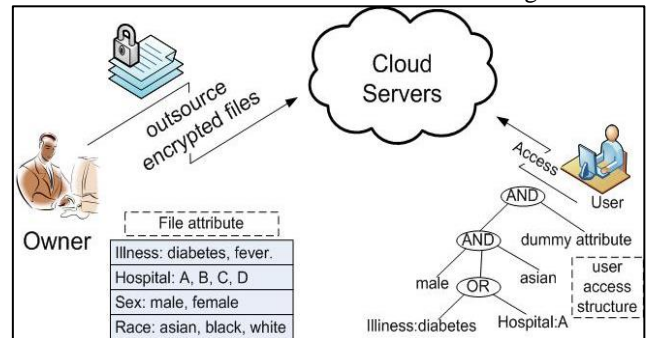 Cloud
Servers
outsource
encrypted files
Access
User
Owner
File attribute
Illness: diabetes, fever.
Hospital: A, B, C, D
Sex: male, female
Race: asian, black, white
AND
AND
dummy attribute
male
asian
OR
Illness:diabetes
Hospital:A
user
access
structure